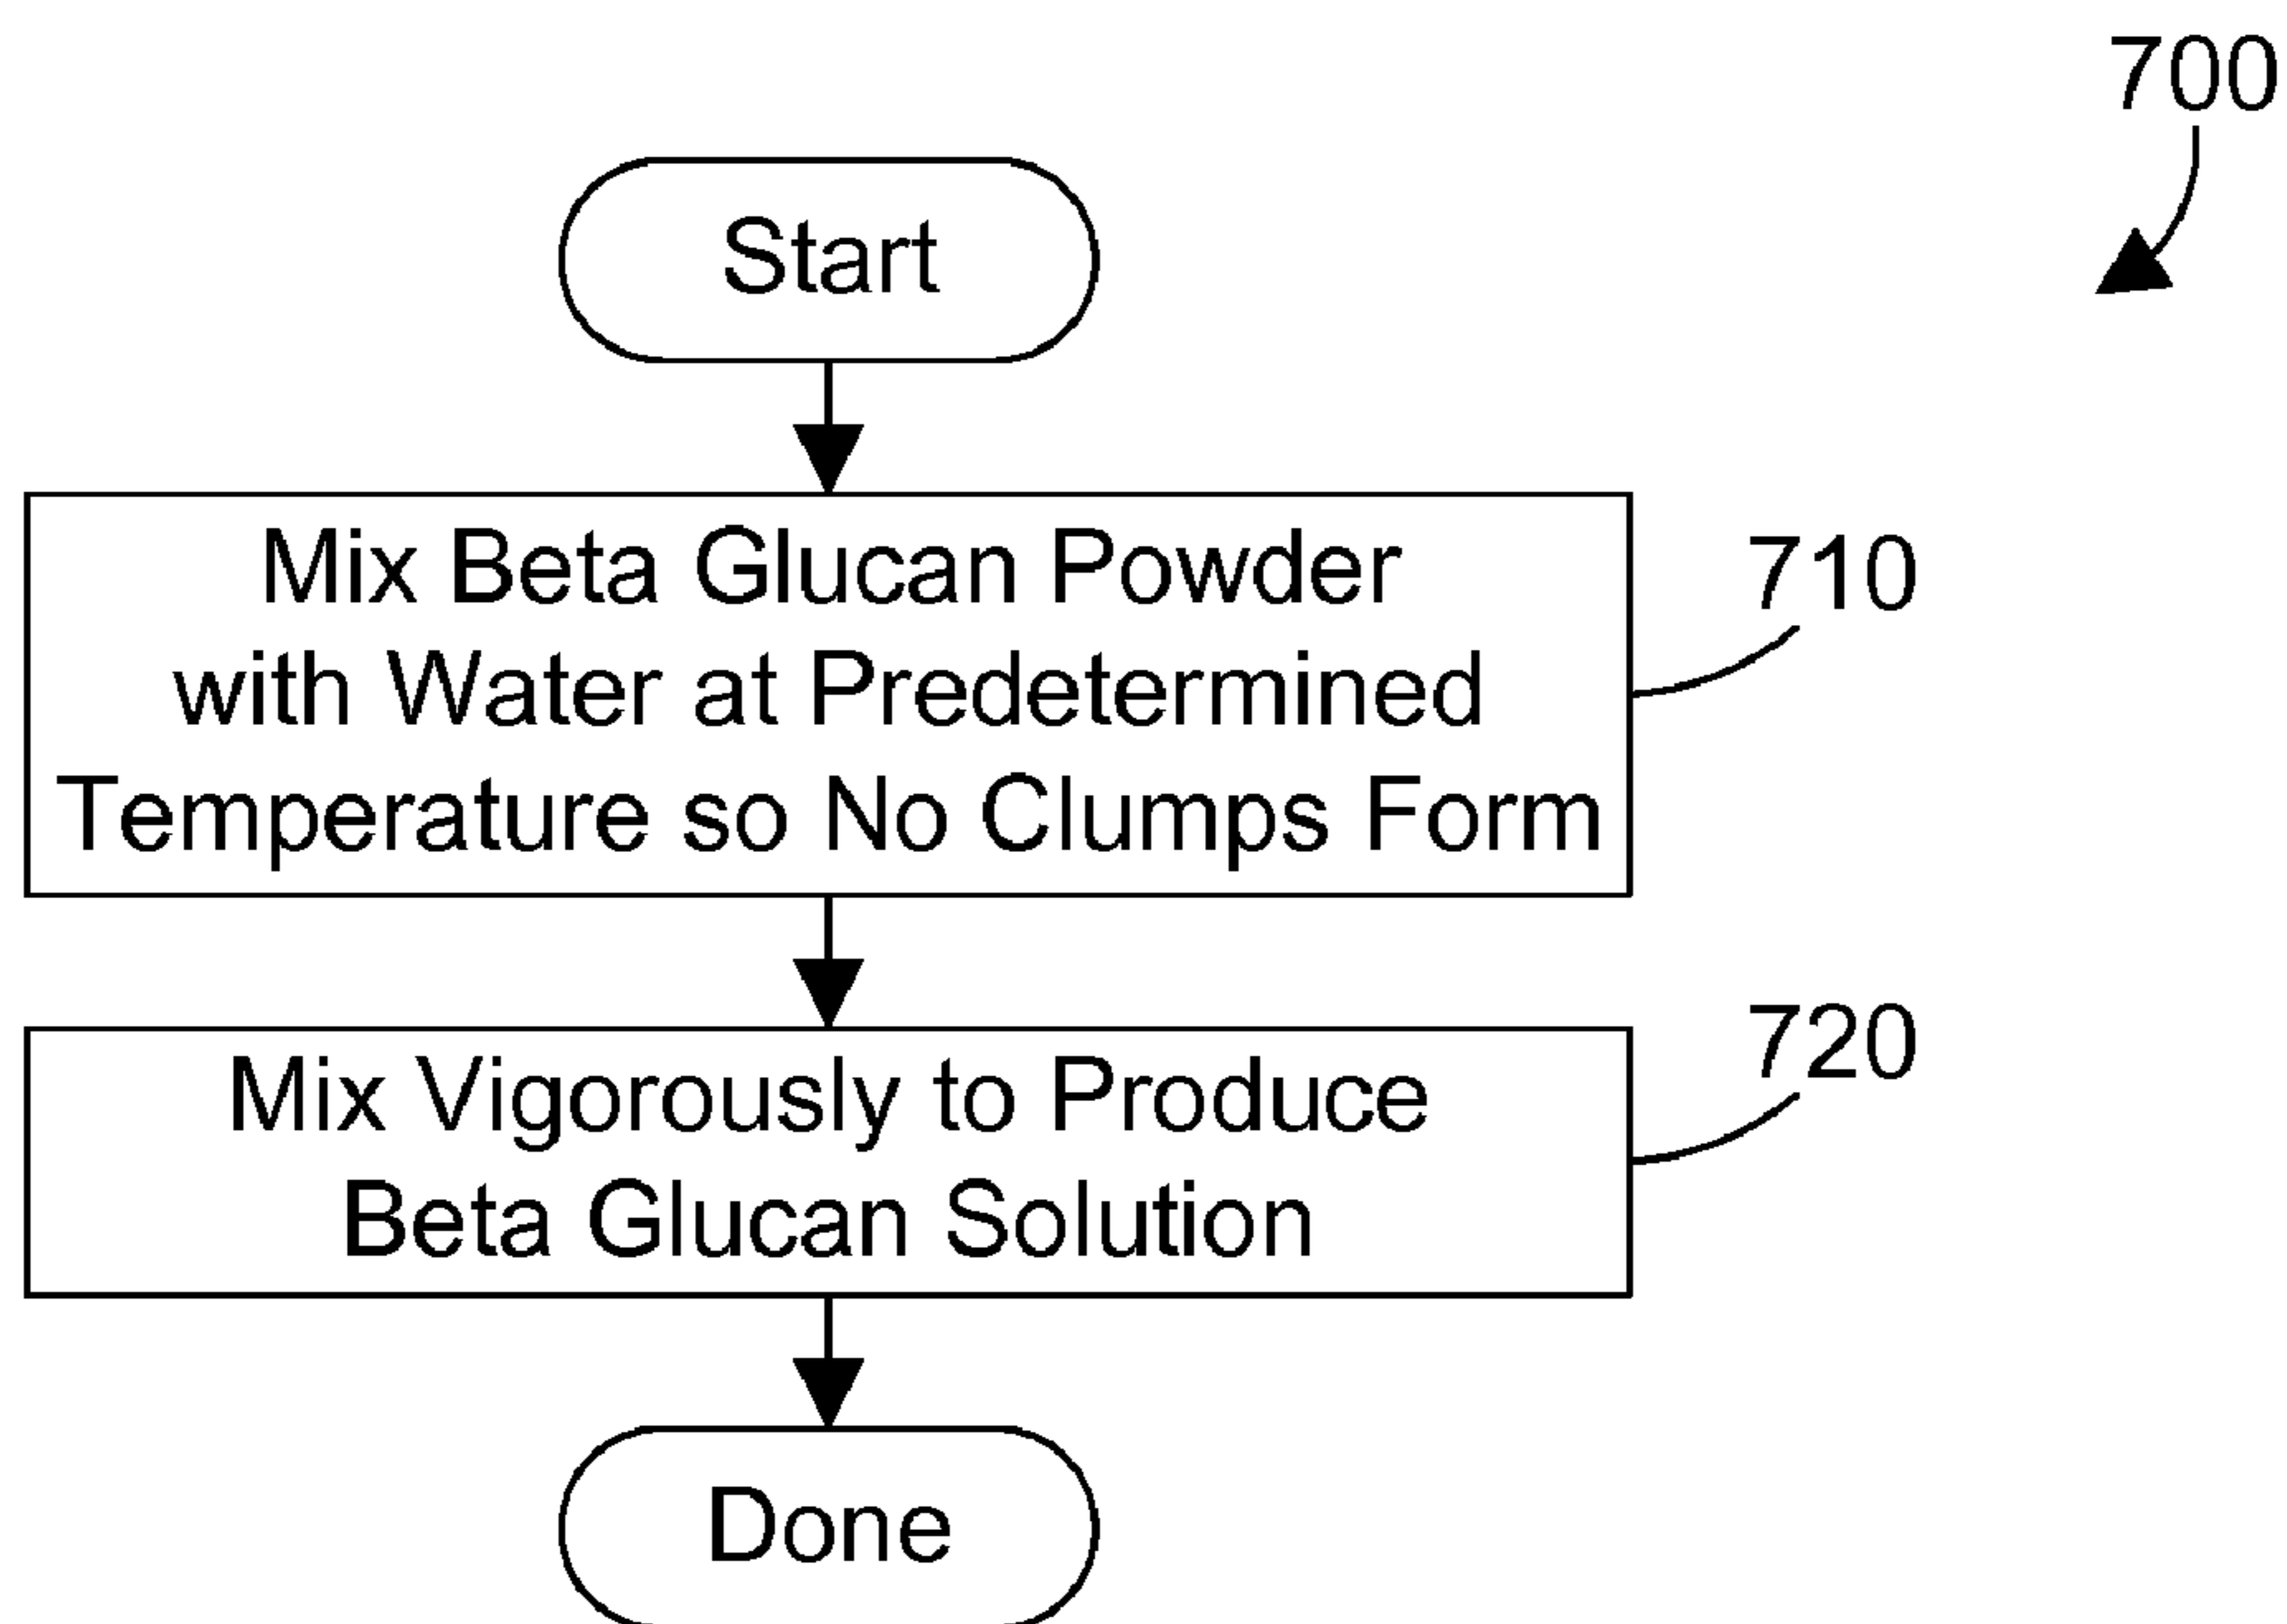 700
Start
Mix Beta Glucan Powder
with Water at Predetermined
Temperature so No Clumps Form
710
Mix Vigorously to Produce
Beta Glucan Solution
720
Done